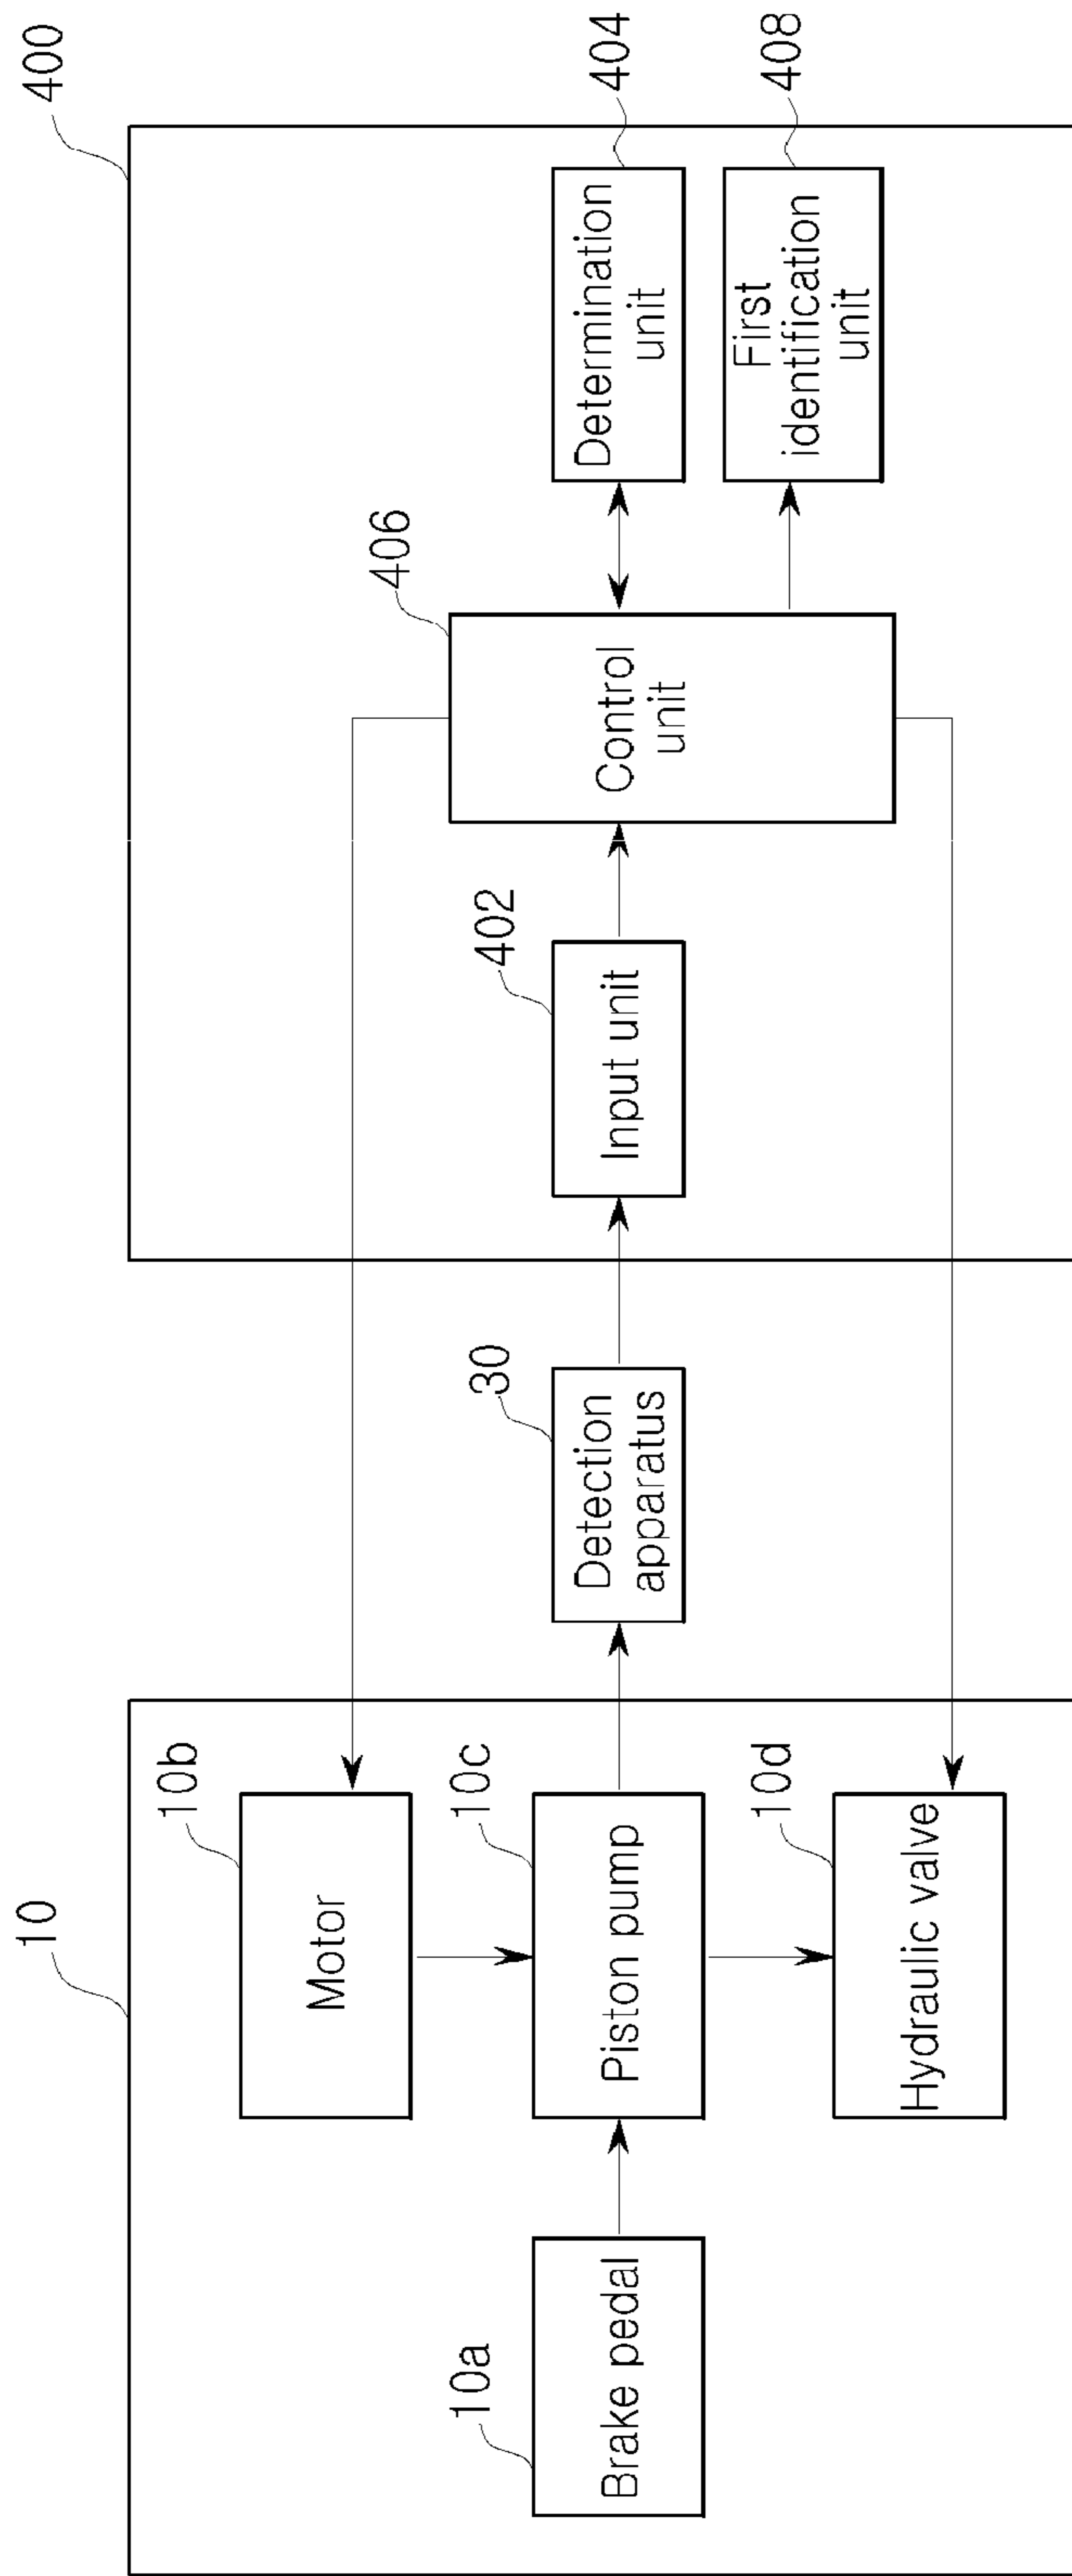 10
400
10b
Motor
10a
Brake pedal
10c
Piston pump
10d
Hydraulic valve
30
Detection
apparatus
402
Input unit
406
Control
unit
Determination
unit
404
First
identification
unit
408